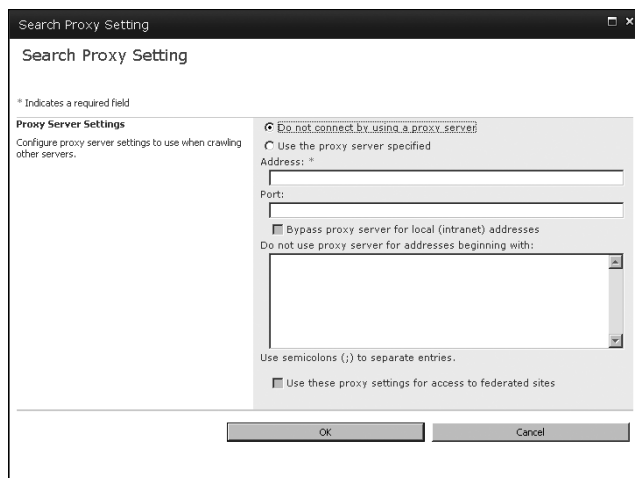 Search Proxy Setting
Search Proxy Setting
* Indicates a required field
Proxy Server Settings
Configure proxy server settings to use when crawling
other servers.
Do not connect by using a proxy server
Use the proxy server specified
Address: *
Port:
Bypass proxy server for local (intranet) addresses
Do not use proxy server for addresses beginning with:
Use semicolons (;) to separate entries.
Use these proxy settings for access to federated sites
OK
Cancel